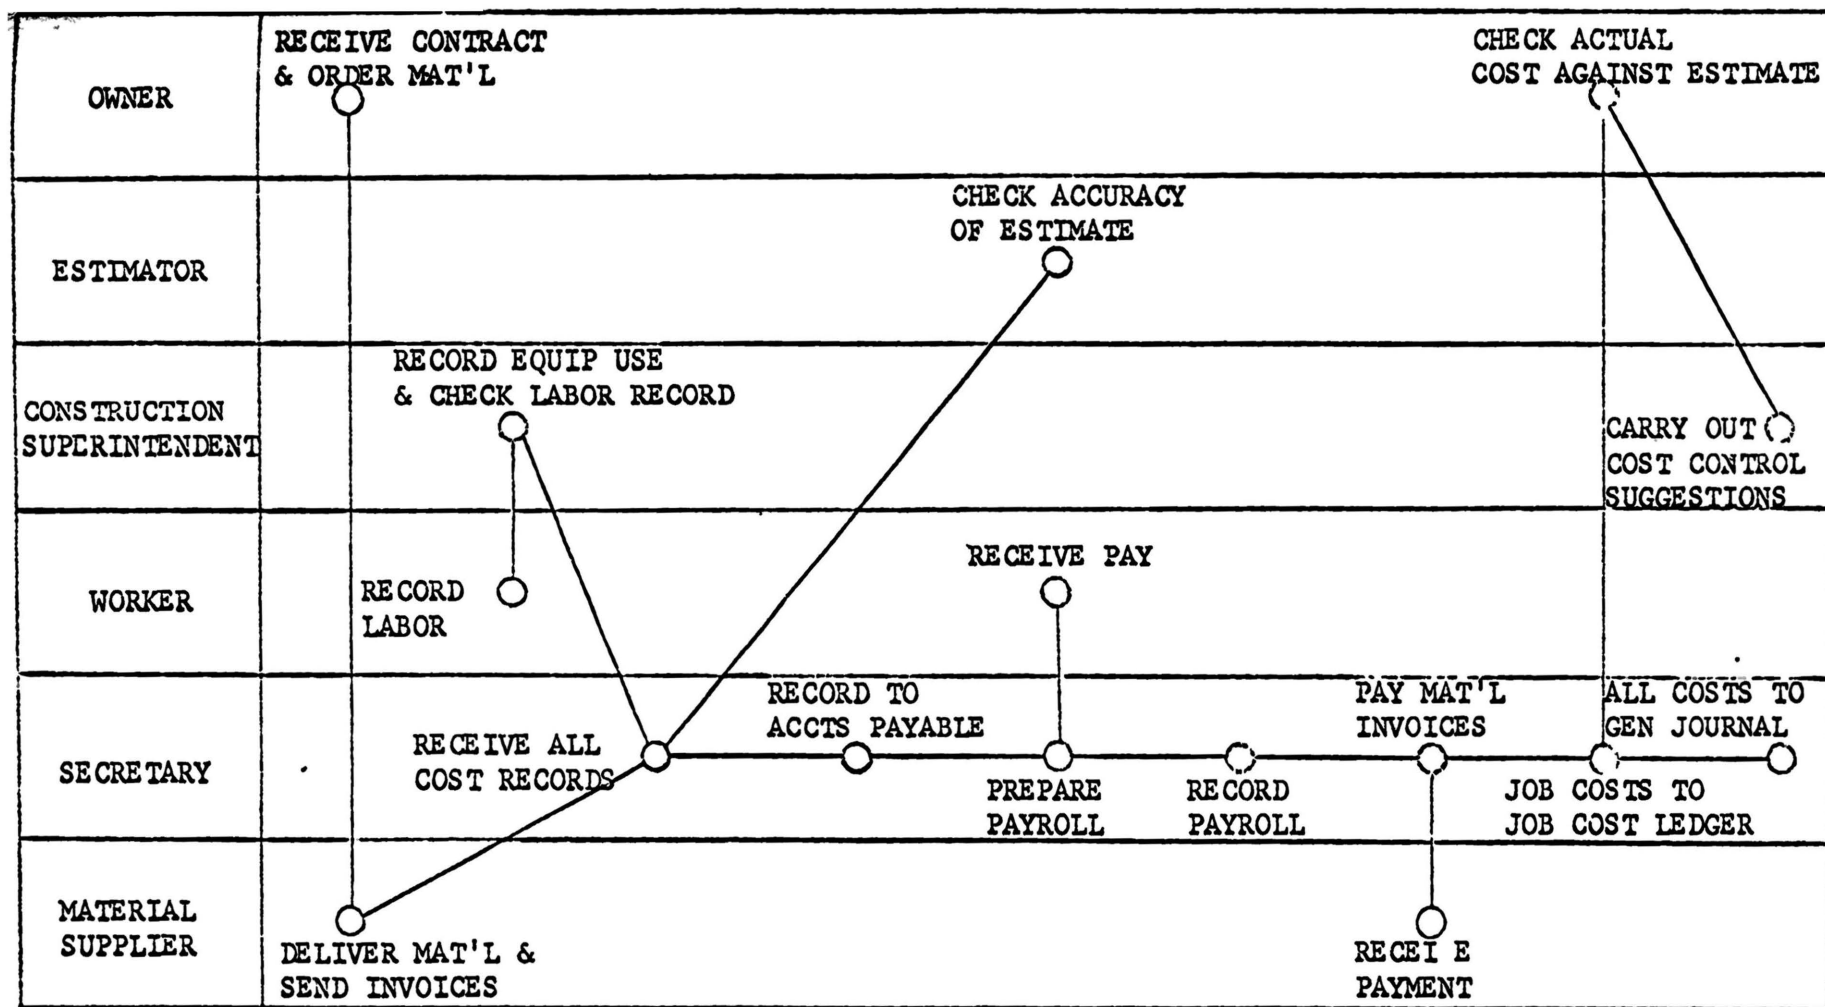 OWNER
RECEIVE CONTRACT
& ORDER MAT'L
CHECK ACTUAL
COST AGAINST ESTIMATE
ESTIMATOR
CHECK ACCURACY
OF ESTIMATE
CONSTRUCTION
SUPERINTENDENT
RECORD EQUIP USE
& CHECK LABOR RECORD
CARRY OUT
COST CONTROL
SUGGESTIONS
WORKER
RECORD
LABOR
RECEIVE PAY
SECRETARY
RECEIVE ALL
COST RECORDS
RECORD TO
ACCTS PAYABLE
PREPARE
PAYROLL
RECORD
PAYROLL
PAY MAT'L
INVOICES
JOB COSTS TO
JOB COST LEDGER
ALL COSTS TO
GEN JOURNAL
MATERIAL
SUPPLIER
DELIVER MAT'L &
SEND INVOICES
RECEI E
PAYMENT